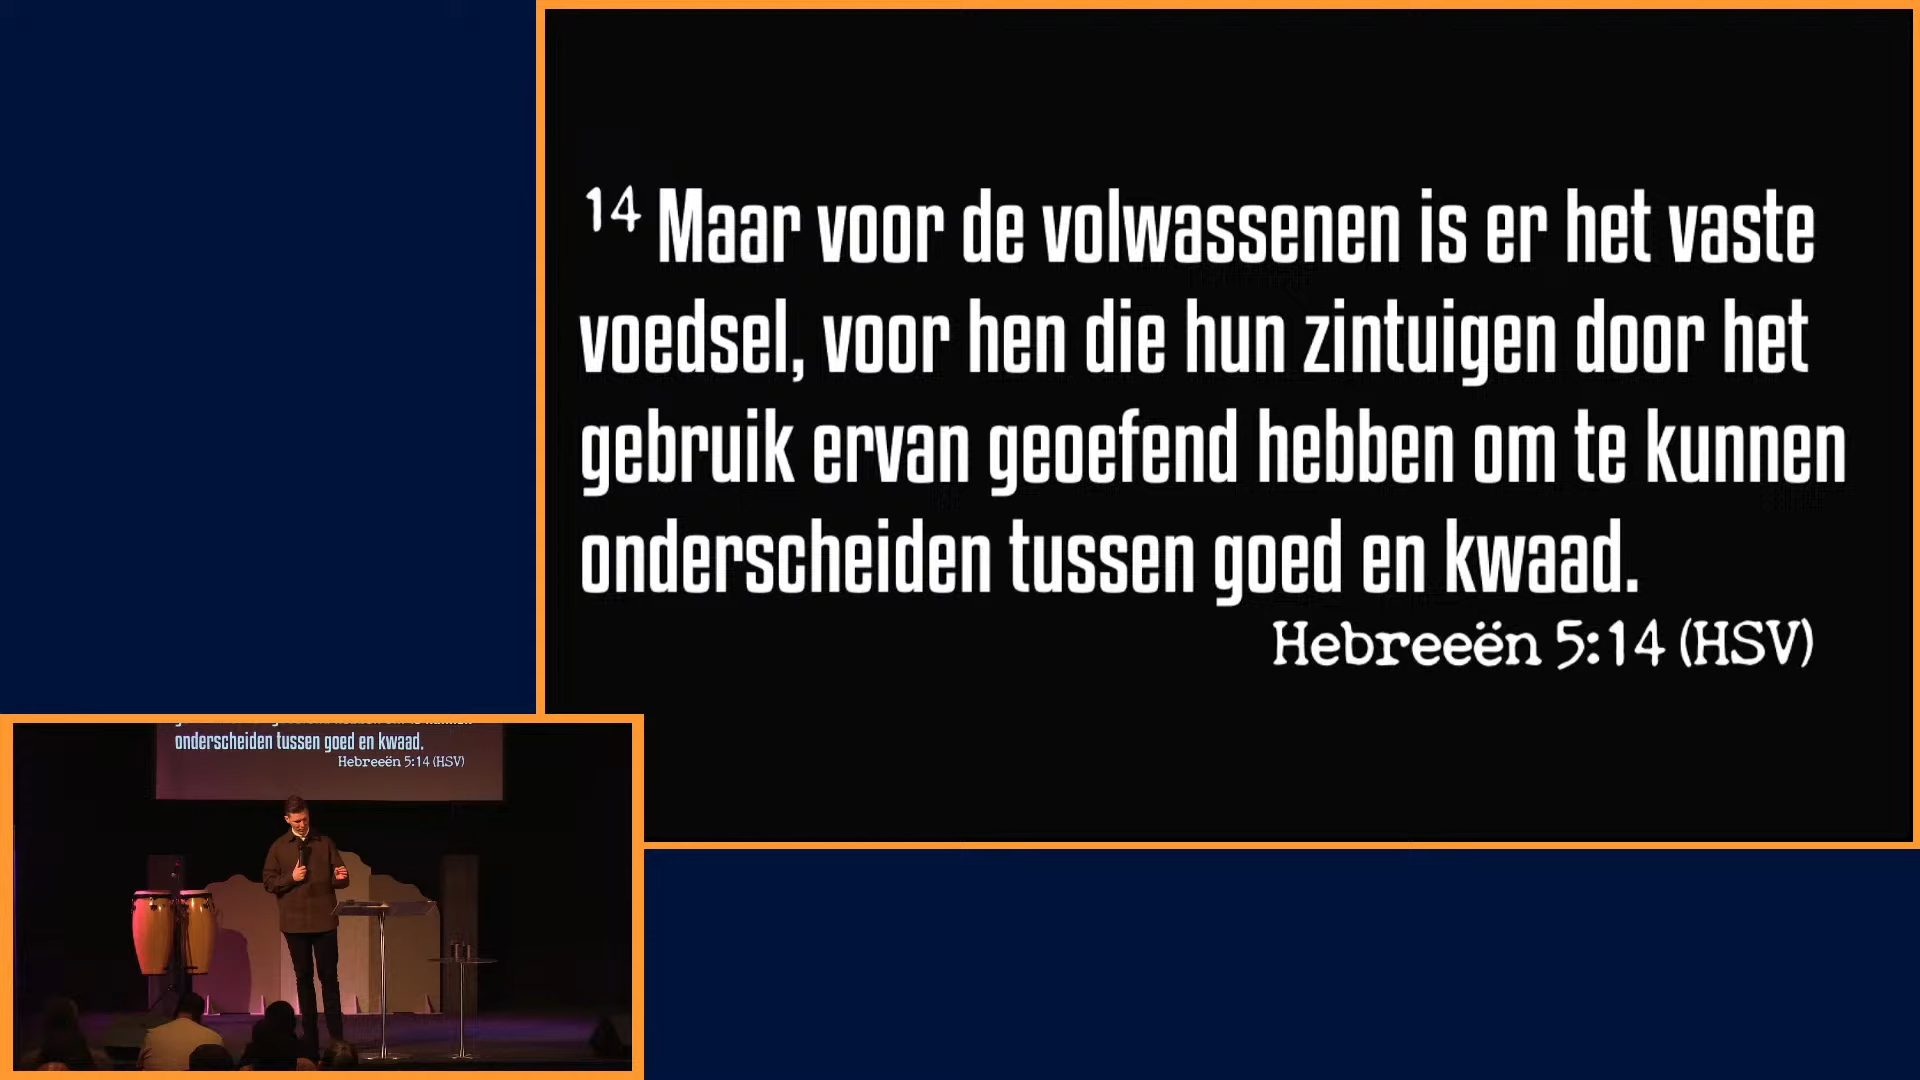 14 Maar voor de volwassenen is er het vaste
voedsel, voor hen die hun zintuigen door het
gebruik ervan geoefend hebben om te kunnen
onderscheiden tussen goed en kwaad.
Hebreeën 5:14 (HSV)
onderscheiden tussen goed en kwaad.
Hebreeën 5:14 (HSV)